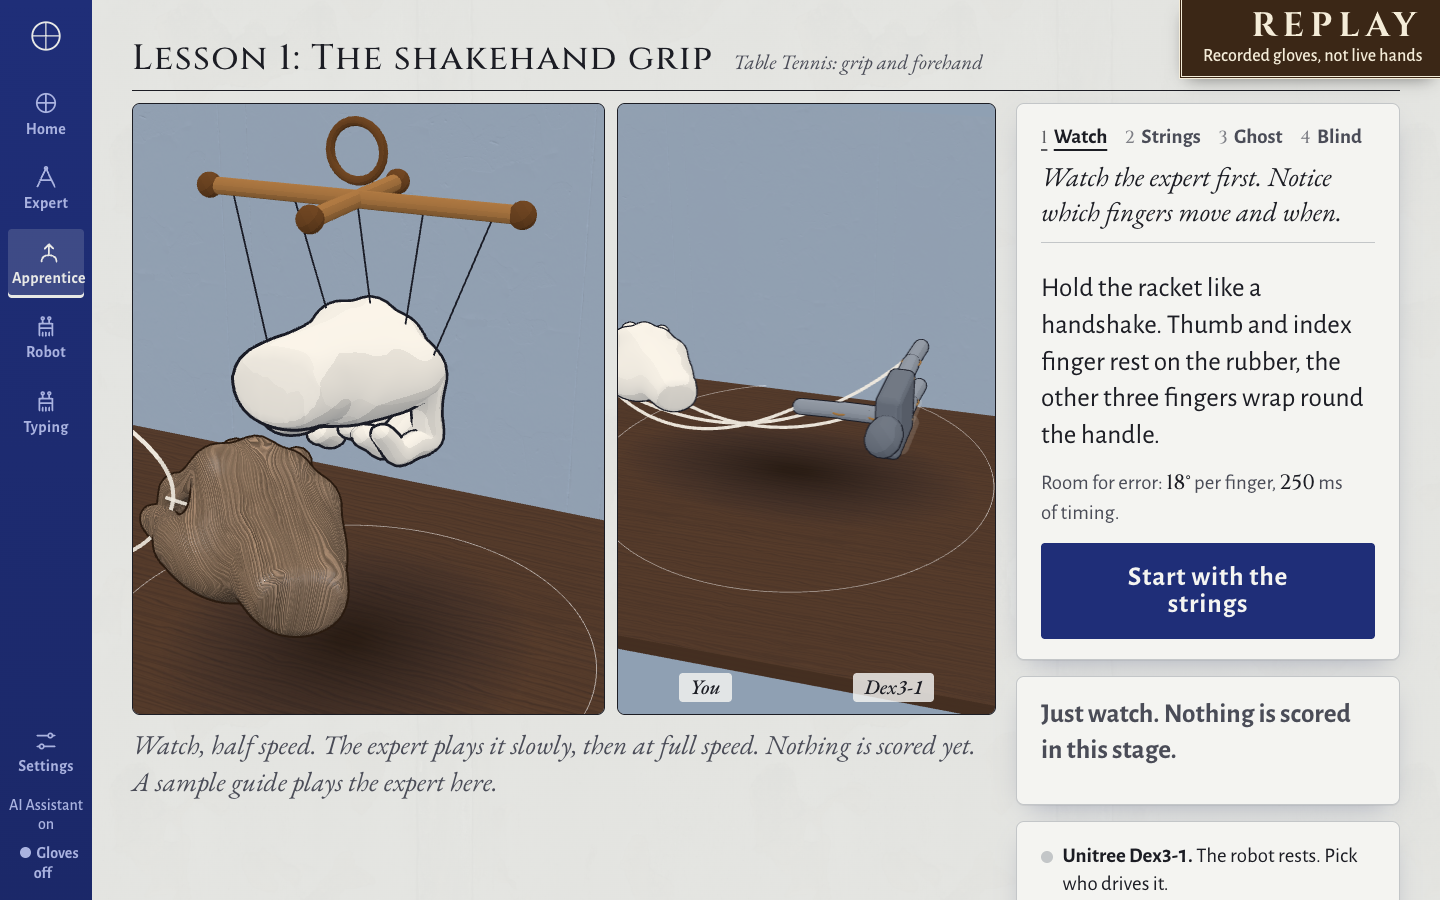 Home
Expert
Apprentice
Robot
Typing
Settings
AI Assistant
on
Gloves
off
Lesson 1: The shakehand grip
Table Tennis: grip and forehand
REPLAY
Recorded gloves, not live hands
You
Dex3-1
Watch, half speed. The expert plays it slowly, then at full speed. Nothing is scored yet.
A sample guide plays the expert here.
1 Watch 2 Strings 3 Ghost 4 Blind
Watch the expert first. Notice
which fingers move and when.
Hold the racket like a
handshake. Thumb and index
finger rest on the rubber, the
other three fingers wrap round
the handle.
Room for error: 18° per finger, 250 ms
of timing.
Start with the
strings
Just watch. Nothing is scored
in this stage.
Unitree Dex3-1. The robot rests. Pick
who drives it.